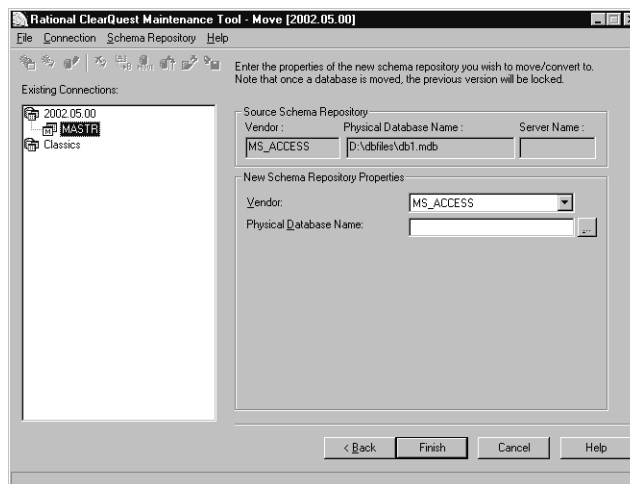 Rational ClearQuest Maintenance Tool - Move [2002.05.00]
File Connection Schema Repository Help
Enter the properties of the new schema repository you wish to move/convert to.
Note that once a database is moved, the previous version will be locked.
Existing Connections:
2002.05.00
MASTR
Classics
Source Schema Repository
Vendor : Physical Database Name : Server Name :
MS_ACCESS D:\dbfiles\db1.mdb
New Schema Repository Properties
Vendor: MS_ACCESS
Physical Database Name: ...
< Back Finish Cancel Help